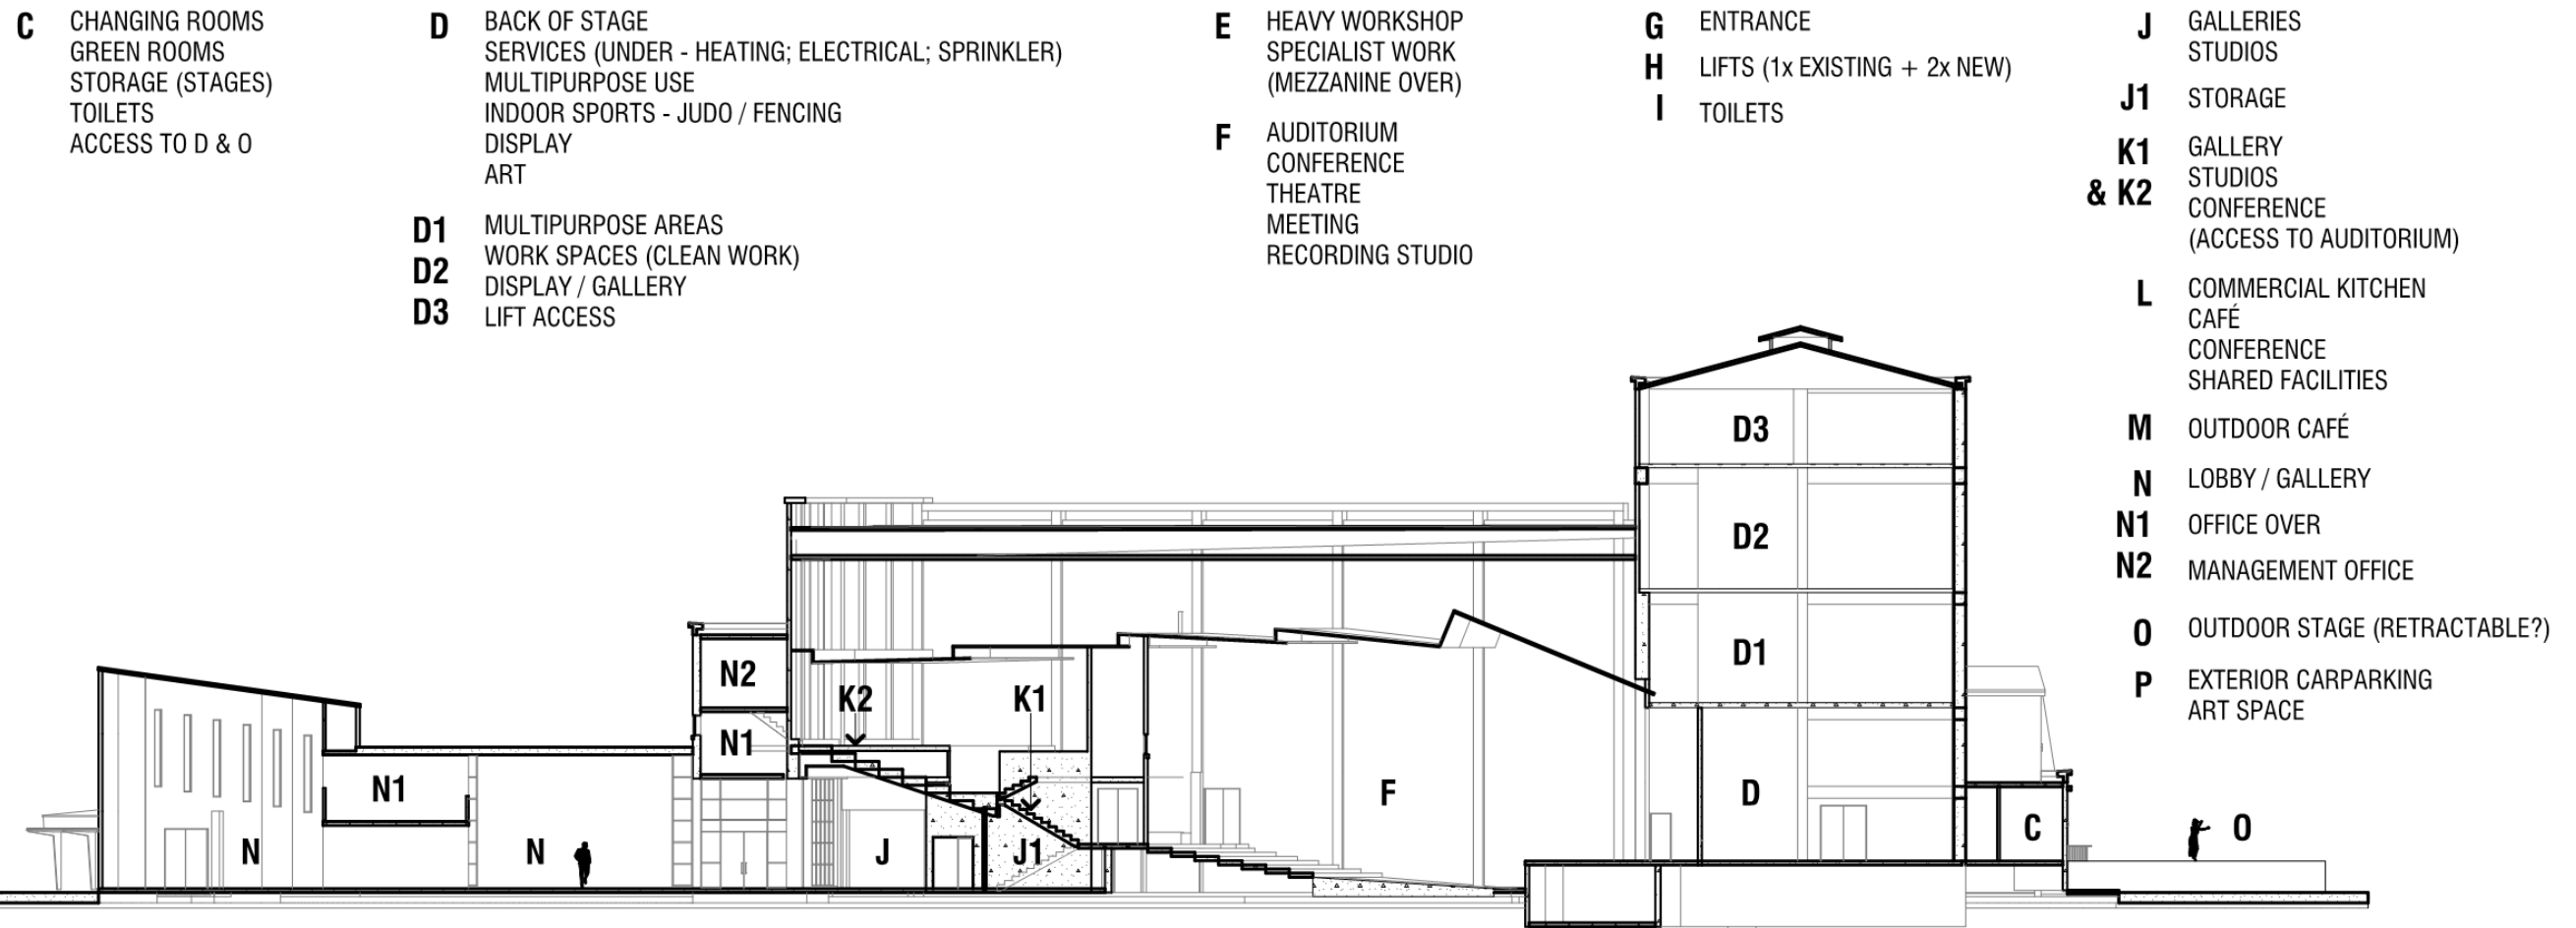 C CHANGING ROOMS
GREEN ROOMS
STORAGE (STAGES)
TOILETS
ACCESS TO D & O
D BACK OF STAGE
SERVICES (UNDER - HEATING; ELECTRICAL; SPRINKLER)
MULTIPURPOSE USE
INDOOR SPORTS - JUDO / FENCING
DISPLAY
ART
D1 MULTIPURPOSE AREAS
WORK SPACES (CLEAN WORK)
D2
DISPLAY / GALLERY
D3 LIFT ACCESS
E HEAVY WORKSHOP
SPECIALIST WORK
(MEZZANINE OVER)
F AUDITORIUM
CONFERENCE
THEATRE
MEETING
RECORDING STUDIO
G ENTRANCE
H LIFTS (1x EXISTING + 2x NEW)
I TOILETS
J GALLERIES
STUDIOS
J1 STORAGE
K1 GALLERY
STUDIOS
& K2
CONFERENCE
(ACCESS TO AUDITORIUM)
L COMMERCIAL KITCHEN
CAFÉ
CONFERENCE
SHARED FACILITIES
M OUTDOOR CAFÉ
N LOBBY / GALLERY
N1 OFFICE OVER
N2 MANAGEMENT OFFICE
O OUTDOOR STAGE (RETRACTABLE?)
P EXTERIOR CARPARKING
ART SPACE
D3
D2
D1
N2
K2
K1
N1
N1
F
D
C
O
N
N
J
J1